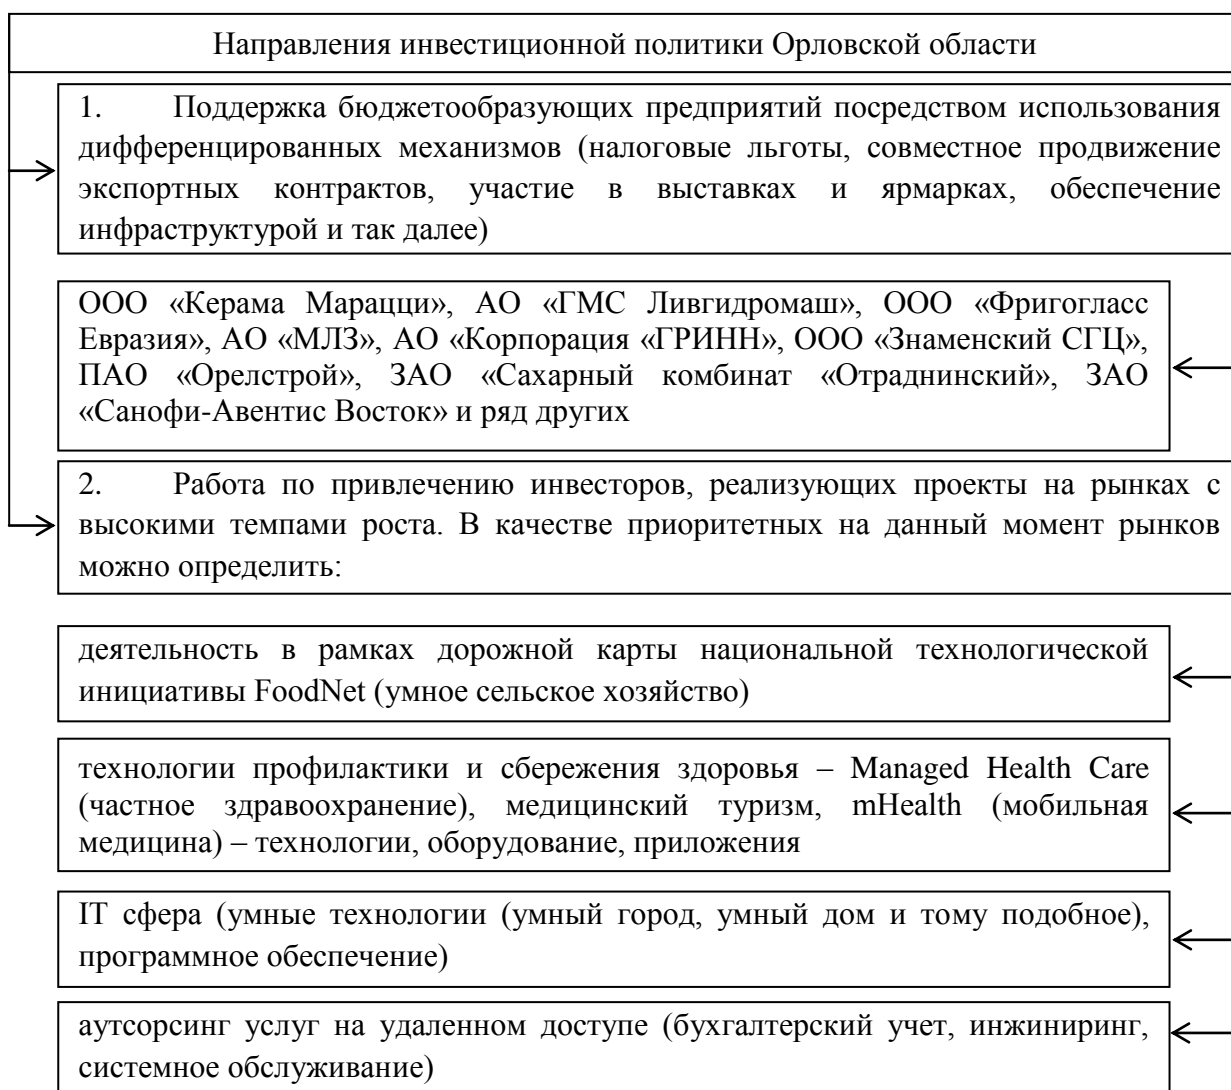 Направления инвестиционной политики Орловской области
1. Поддержка бюджетообразующих предприятий посредством использования
дифференцированных механизмов (налоговые льготы, совместное продвижение
экспортных контрактов, участие в выставках и ярмарках, обеспечение
инфраструктурой и так далее)
ООО «Керама Марацци», АО «ГМС Ливгидромаш», ООО «Фригогласс
Евразия», АО «МЛЗ», АО «Корпорация «ГРИНН», ООО «Знаменский СГЦ»,
ПАО «Орелстрой», ЗАО «Сахарный комбинат «Отраднинский», ЗАО
«Санофи-Авентис Восток» и ряд других
2. Работа по привлечению инвесторов, реализующих проекты на рынках с
высокими темпами роста. В качестве приоритетных на данный момент рынков
можно определить:
деятельность в рамках дорожной карты национальной технологической
инициативы FoodNet (умное сельское хозяйство)
технологии профилактики и сбережения здоровья – Managed Health Care
(частное здравоохранение), медицинский туризм, mHealth (мобильная
медицина) – технологии, оборудование, приложения
IT сфера (умные технологии (умный город, умный дом и тому подобное),
программное обеспечение)
аутсорсинг услуг на удаленном доступе (бухгалтерский учет, инжиниринг,
системное обслуживание)